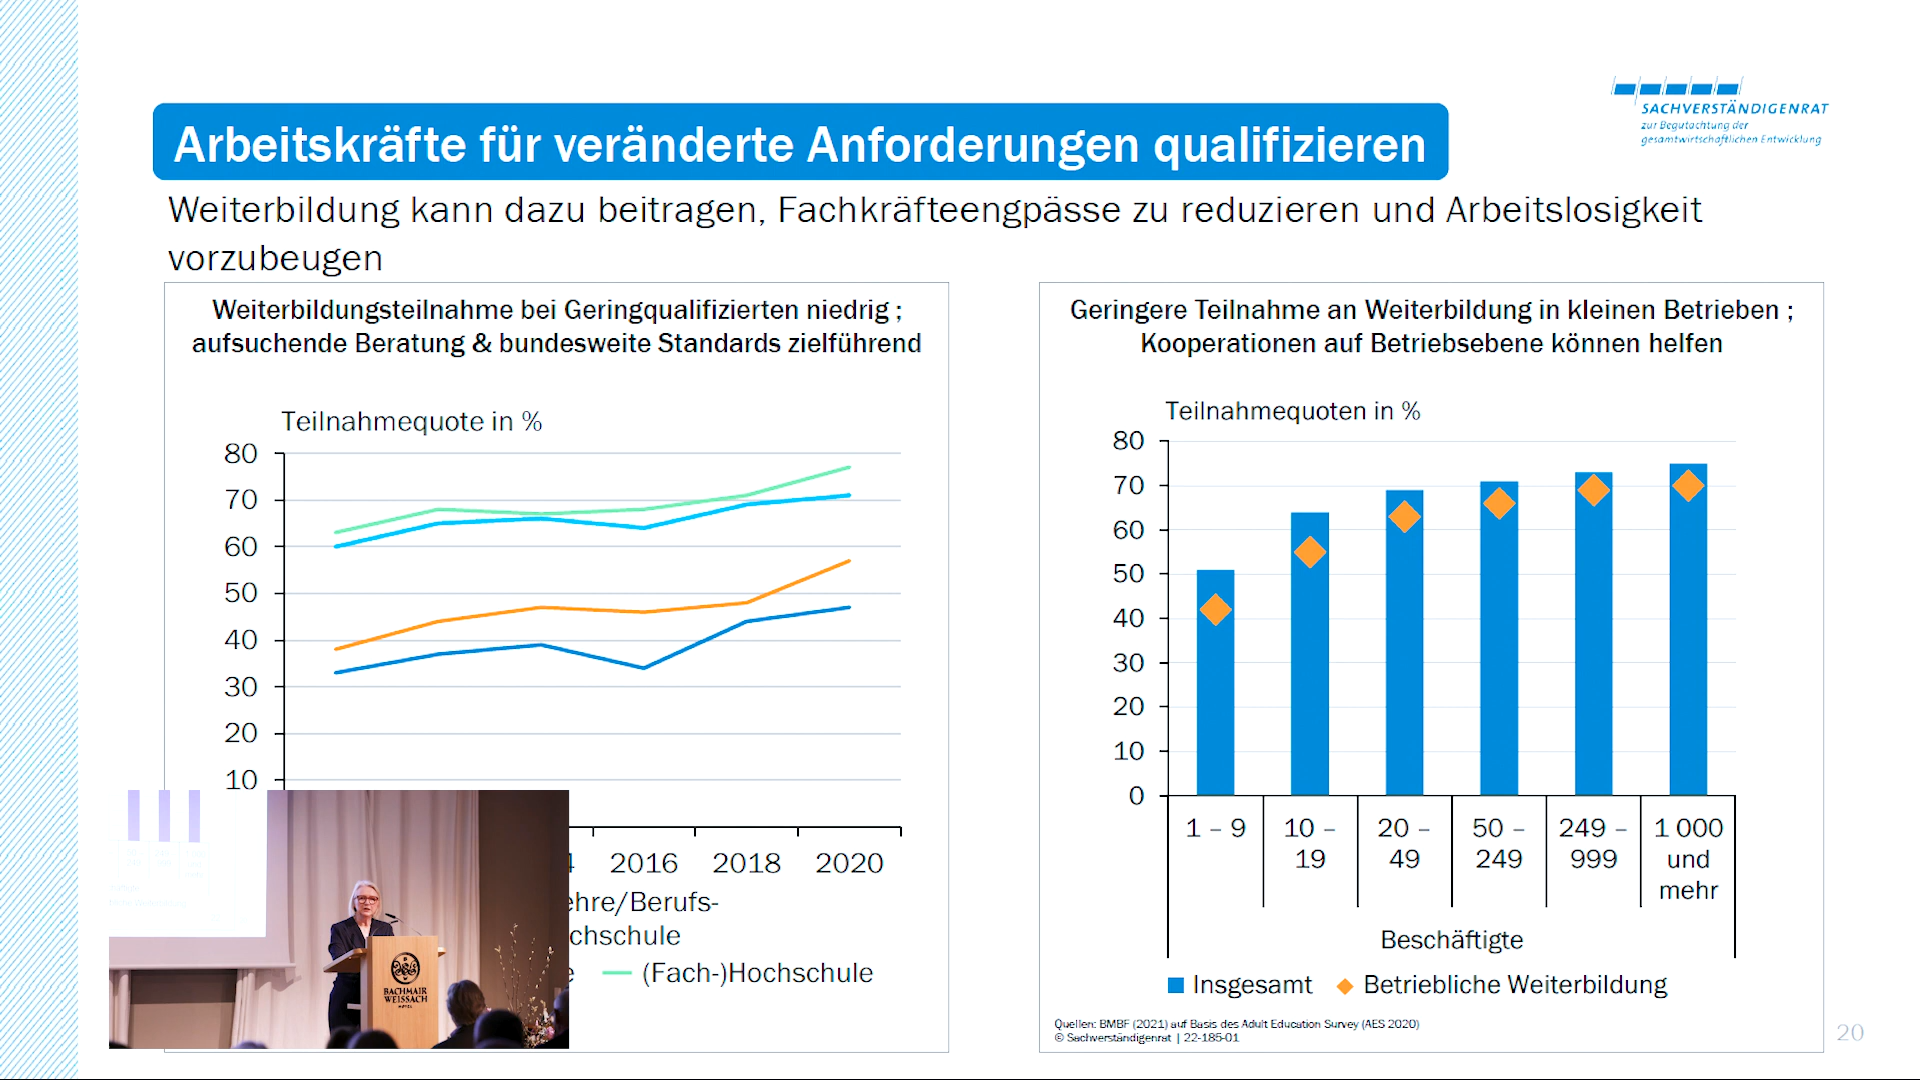 SACHVERSTÄNDIGENRAT
zur Begutachtung der
gesamtwirtschaftlichen Entwicklung
Arbeitskräfte für veränderte Anforderungen qualifizieren
Weiterbildung kann dazu beitragen, Fachkräfteengpässe zu reduzieren und Arbeitslosigkeit
vorzubeugen
Weiterbildungsteilnahme bei Geringqualifizierten niedrig ;
aufsuchende Beratung & bundesweite Standards zielführend
Teilnahmequote in %
80
70
60
50
40
30
20
10
2016 2018 2020
ehre/Berufs-
chschule
(Fach-)Hochschule
BACHMAIR
WEISSACH
HOTEL
Geringere Teilnahme an Weiterbildung in kleinen Betrieben ;
Kooperationen auf Betriebsebene können helfen
Teilnahmequoten in %
80
70
60
50
40
30
20
10
0
1 – 9 10 – 20 – 50 – 249 – 1 000
19 49 249 999 und
mehr
Beschäftigte
Insgesamt Betriebliche Weiterbildung
Quellen: BMBF (2021) auf Basis des Adult Education Survey (AES 2020)
© Sachverständigenrat | 22-185-01
20